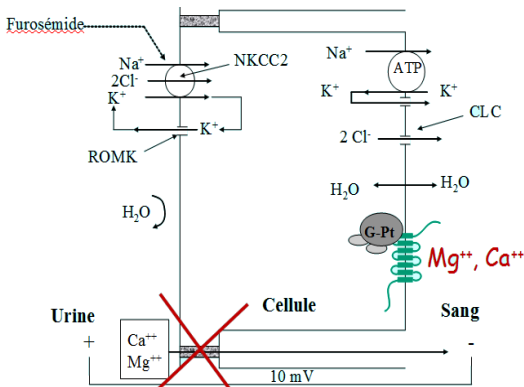 Furosémide
Na⁺
2Cl⁻
K⁺
NKCC2
K⁺
ROMK
H₂O
Na⁺
ATP
K⁺
K⁺
CLC
2 Cl⁻
H₂O
H₂O
G-Pt
Mg⁺⁺, Ca⁺⁺
Urine
Cellule
Sang
+
-
Ca⁺⁺
Mg⁺⁺
10 mV